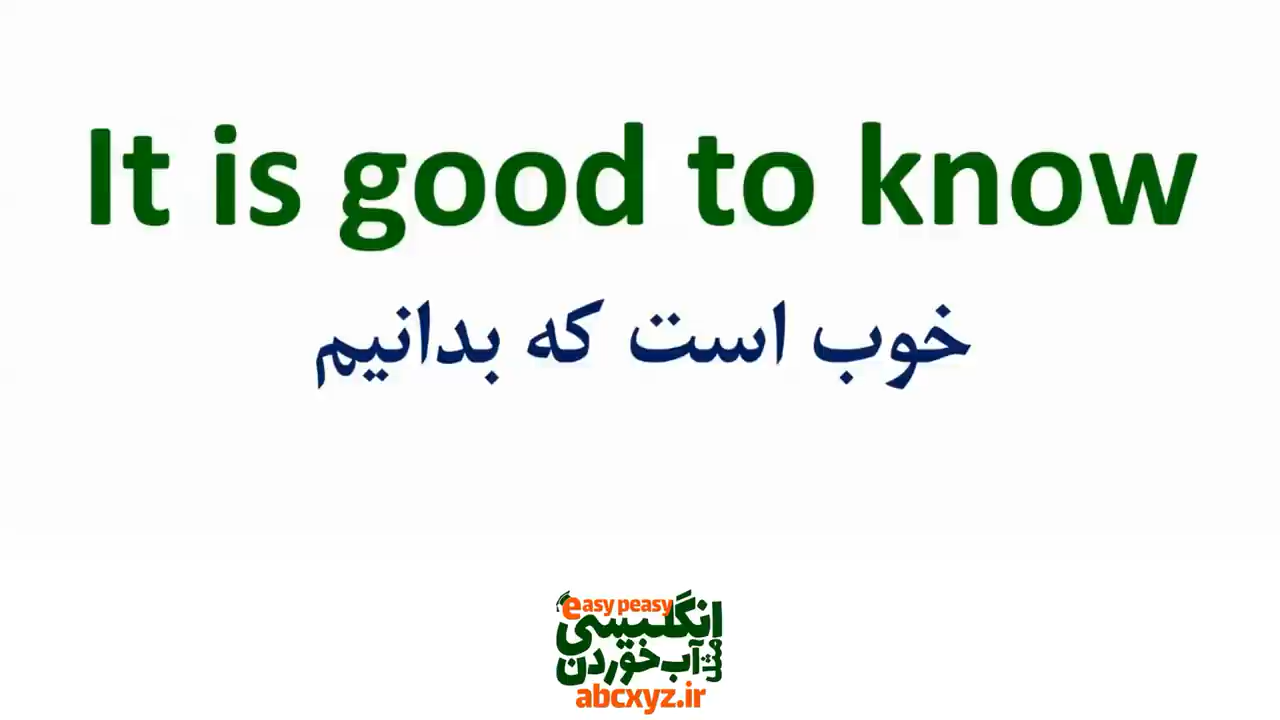 It is good to know
خوب است که بدانیم
easy peasy
انگلیسی
مثل آب خوردن
abcxyz.ir